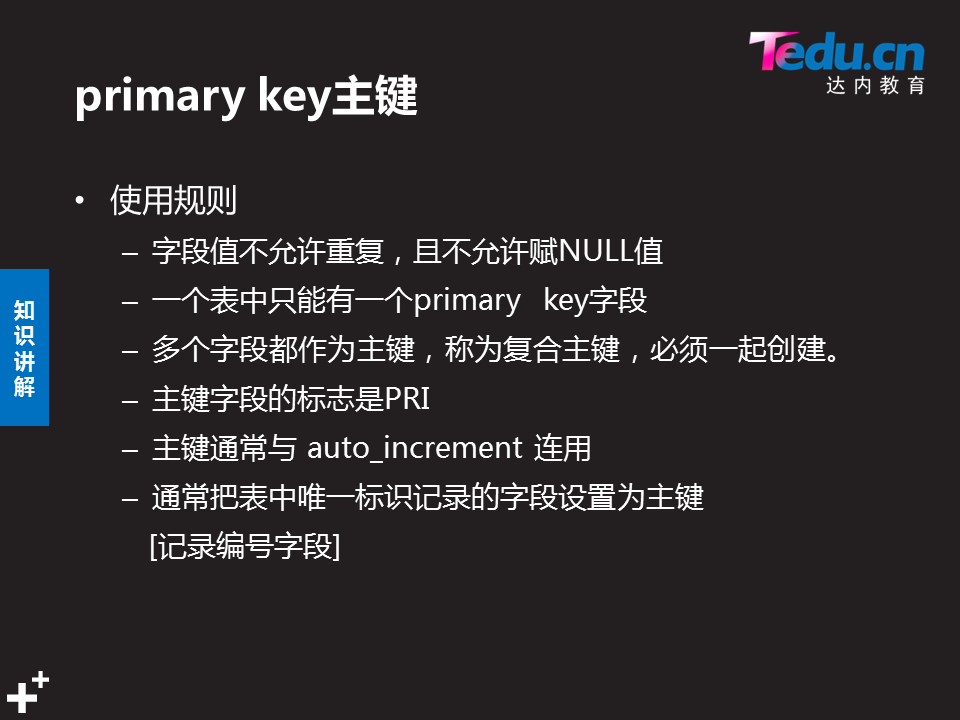 Tedu.cn
达内教育
primary key主键
• 使用规则
– 字段值不允许重复，且不允许赋NULL值
– 一个表中只能有一个primary key字段
– 多个字段都作为主键，称为复合主键，必须一起创建。
– 主键字段的标志是PRI
– 主键通常与 auto_increment 连用
– 通常把表中唯一标识记录的字段设置为主键
[记录编号字段]
知识讲解